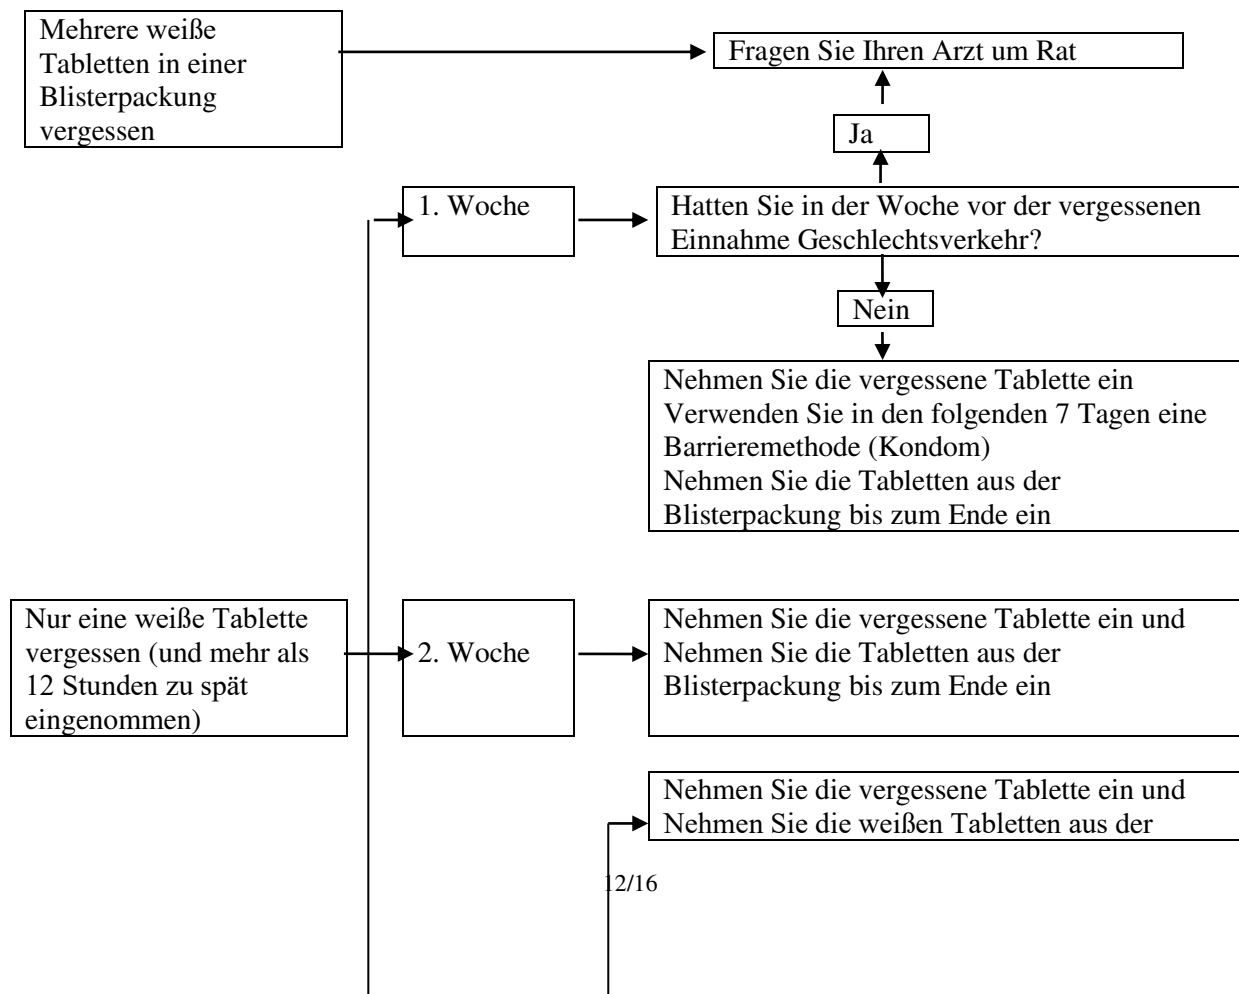 Mehrere weiße
Tabletten in einer
Blisterpackung
vergessen
Fragen Sie Ihren Arzt um Rat
Ja
1. Woche
Hatten Sie in der Woche vor der vergessenen
Einnahme Geschlechtsverkehr?
Nein
Nehmen Sie die vergessene Tablette ein
Verwenden Sie in den folgenden 7 Tagen eine
Barrieremethode (Kondom)
Nehmen Sie die Tabletten aus der
Blisterpackung bis zum Ende ein
Nur eine weiße Tablette
vergessen (und mehr als
12 Stunden zu spät
eingenommen)
2. Woche
Nehmen Sie die vergessene Tablette ein und
Nehmen Sie die Tabletten aus der
Blisterpackung bis zum Ende ein
Nehmen Sie die vergessene Tablette ein und
Nehmen Sie die weißen Tabletten aus der
12/16